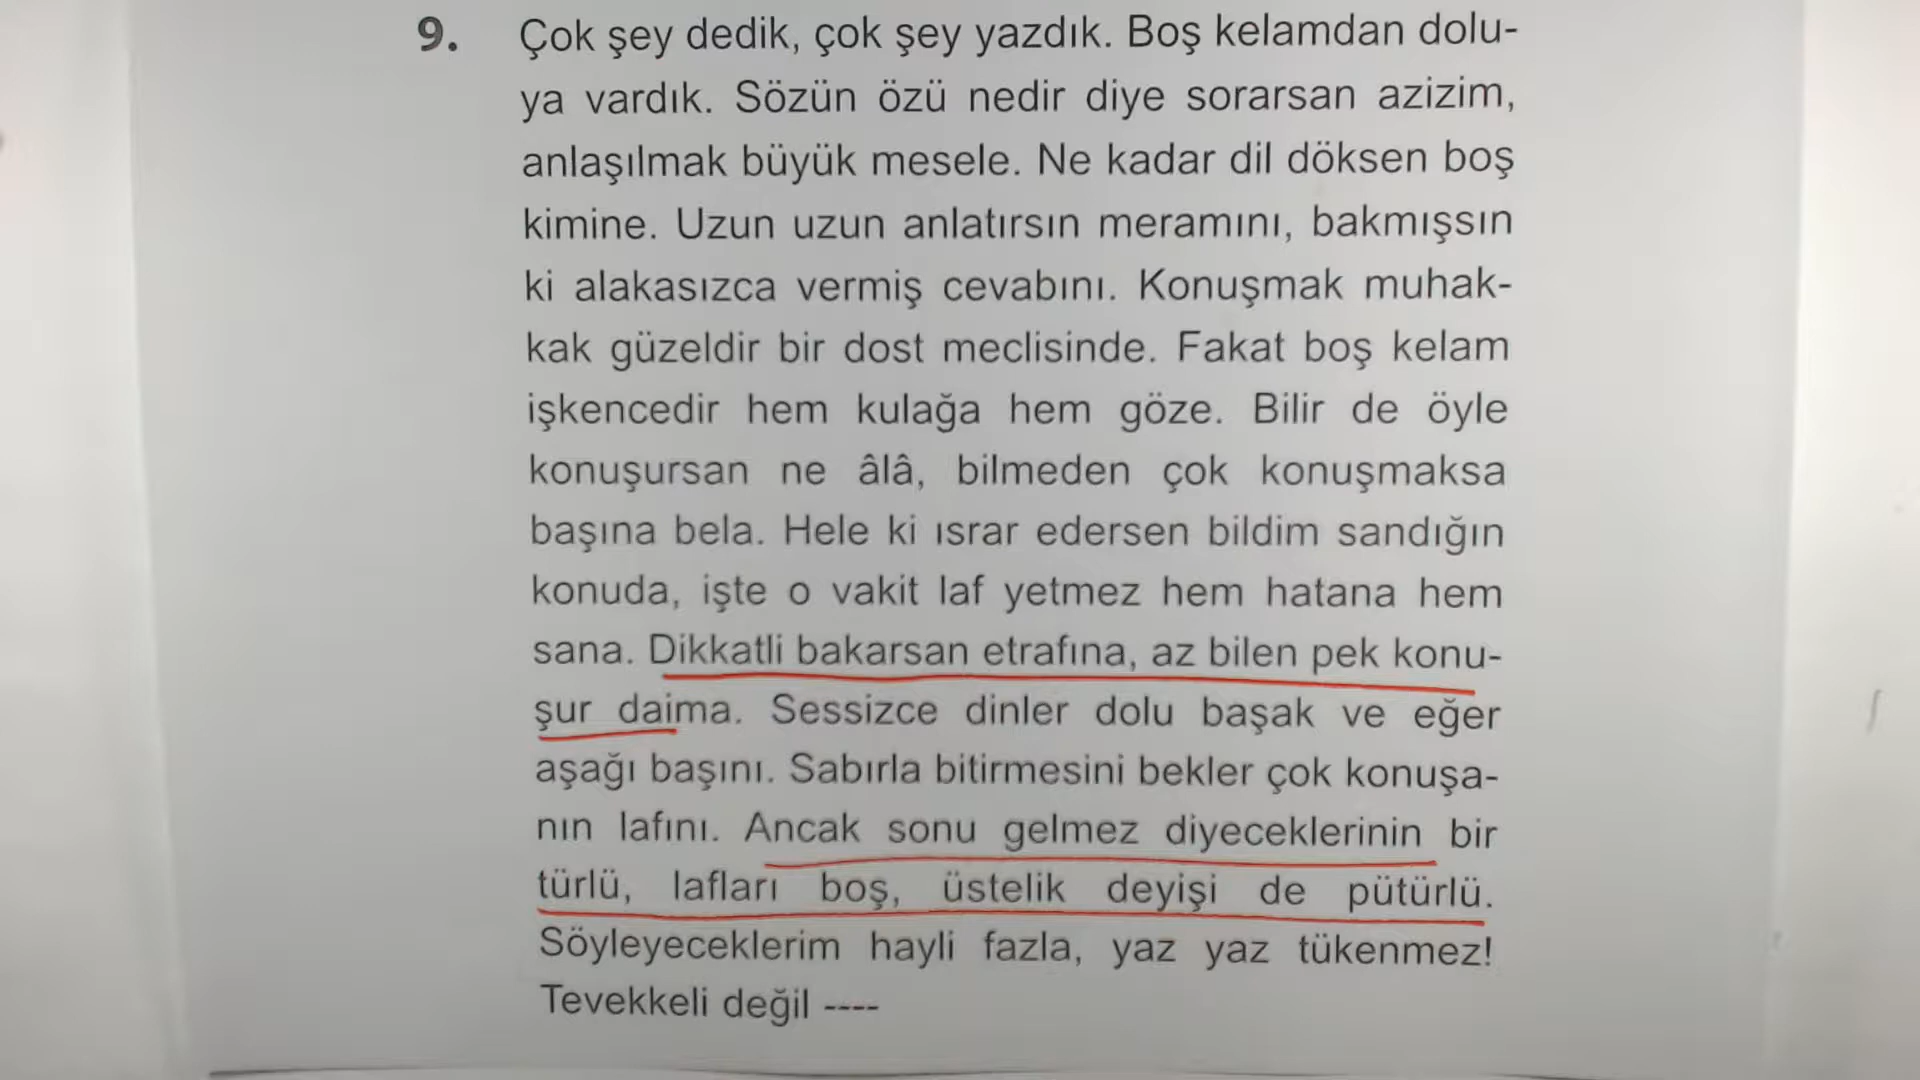 9. Çok şey dedik, çok şey yazdık. Boş kelamdan dolu-
ya vardık. Sözün özü nedir diye sorarsan azizim,
anlaşılmak büyük mesele. Ne kadar dil döksen boş
kimine. Uzun uzun anlatırsın meramını, bakmışsın
ki alakasızca vermiş cevabını. Konuşmak muhak-
kak güzeldir bir dost meclisinde. Fakat boş kelam
işkencedir hem kulağa hem göze. Bilir de öyle
konuşursan ne âlâ, bilmeden çok konuşmaksa
başına bela. Hele ki ısrar edersen bildim sandığın
konuda, işte o vakit laf yetmez hem hatana hem
sana. Dikkatli bakarsan etrafına, az bilen pek konu-
şur daima. Sessizce dinler dolu başak ve eğer
aşağı başını. Sabırla bitirmesini bekler çok konuşa-
nın lafını. Ancak sonu gelmez diyeceklerinin bir
türlü, lafları boş, üstelik deyişi de pütürlü.
Söyleyeceklerim hayli fazla, yaz yaz tükenmez!
Tevekkeli değil ----